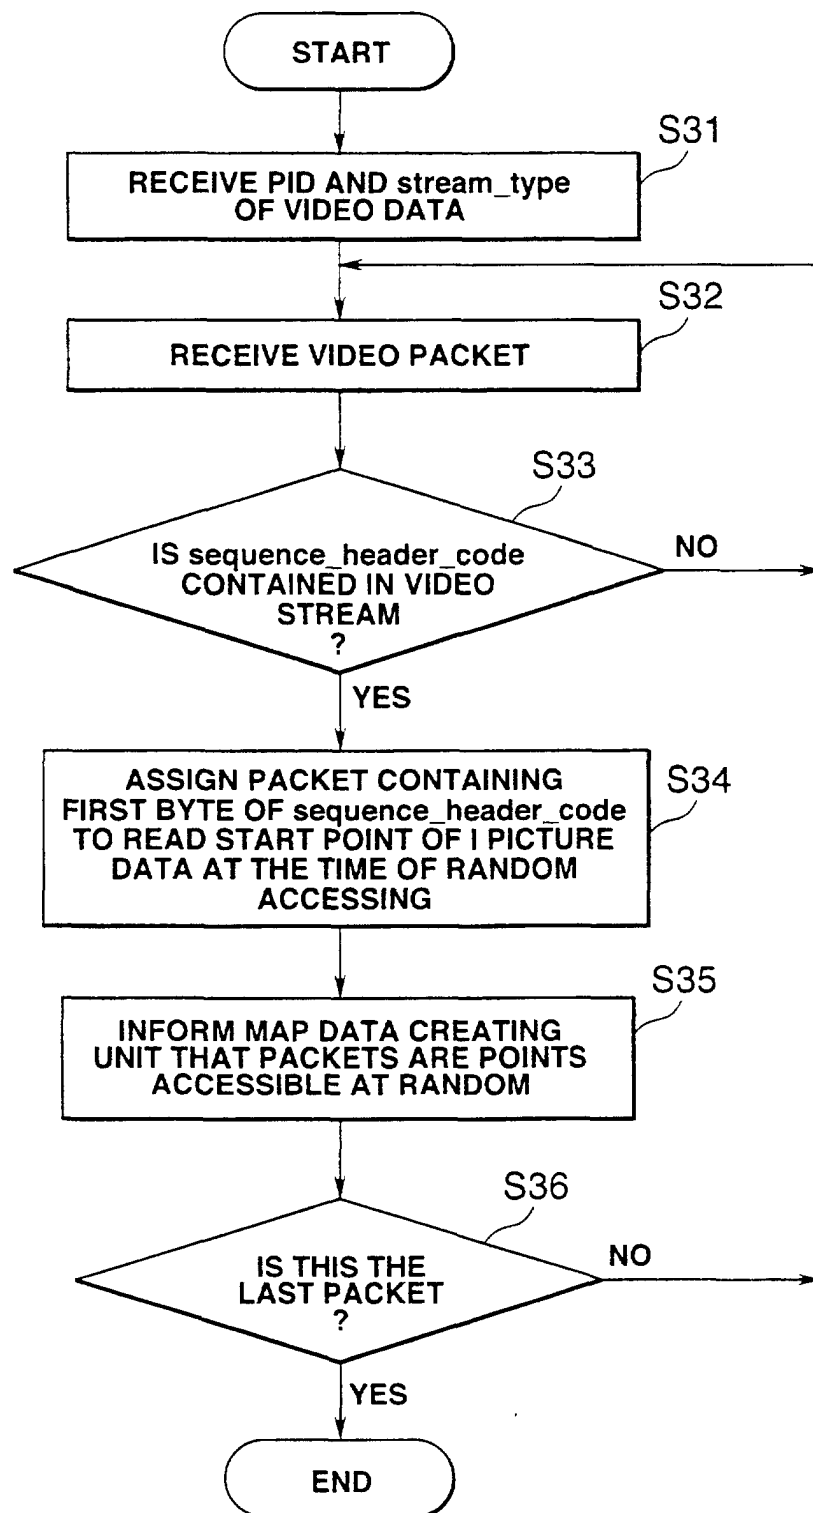 START
S31
RECEIVE PID AND stream_type
OF VIDEO DATA
S32
RECEIVE VIDEO PACKET
S33
IS sequence_header_code
CONTAINED IN VIDEO
STREAM
?
NO
YES
S34
ASSIGN PACKET CONTAINING
FIRST BYTE OF sequence_header_code
TO READ START POINT OF I PICTURE
DATA AT THE TIME OF RANDOM
ACCESSING
S35
INFORM MAP DATA CREATING
UNIT THAT PACKETS ARE POINTS
ACCESSIBLE AT RANDOM
S36
IS THIS THE
LAST PACKET
?
NO
YES
END